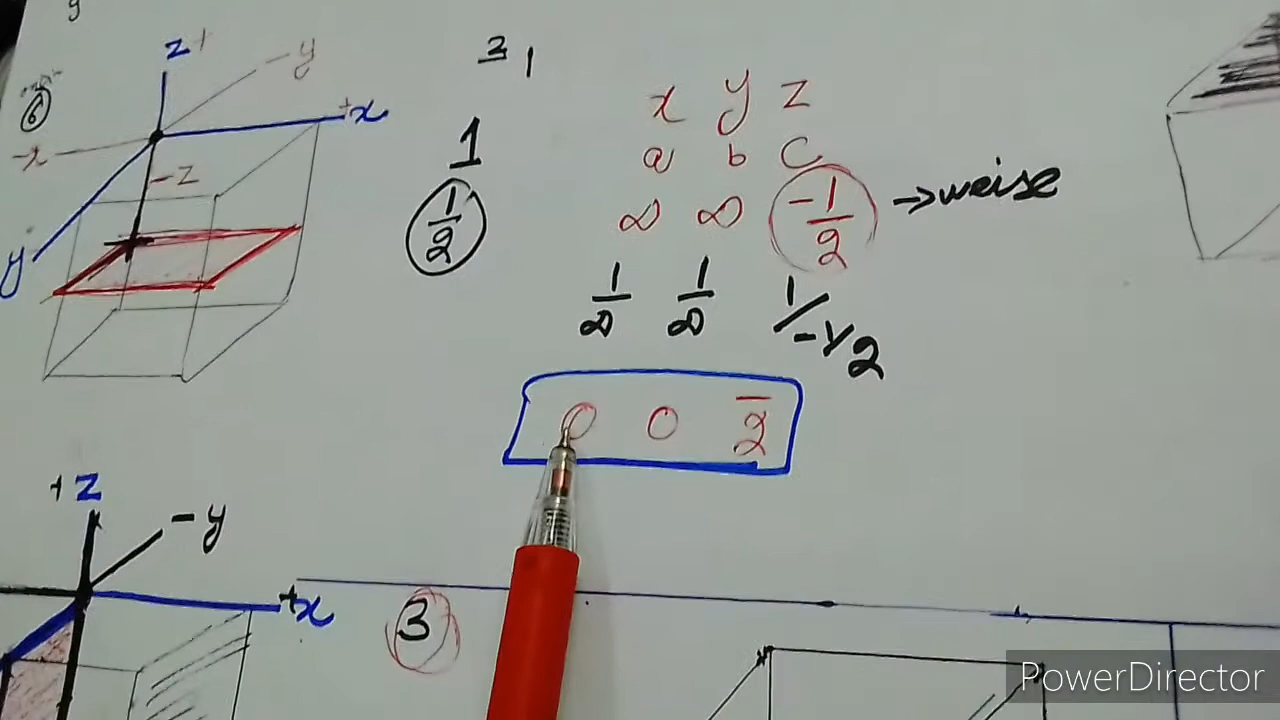 y
z+
-y
3 1
6
+x
x y z
-x
1
a b c
-z
1/2
∞ ∞ -1/2 → weise
y
1/∞ 1/∞ 1/-1/2
0 0 2̅
+z
-y
+x
3
PowerDirector